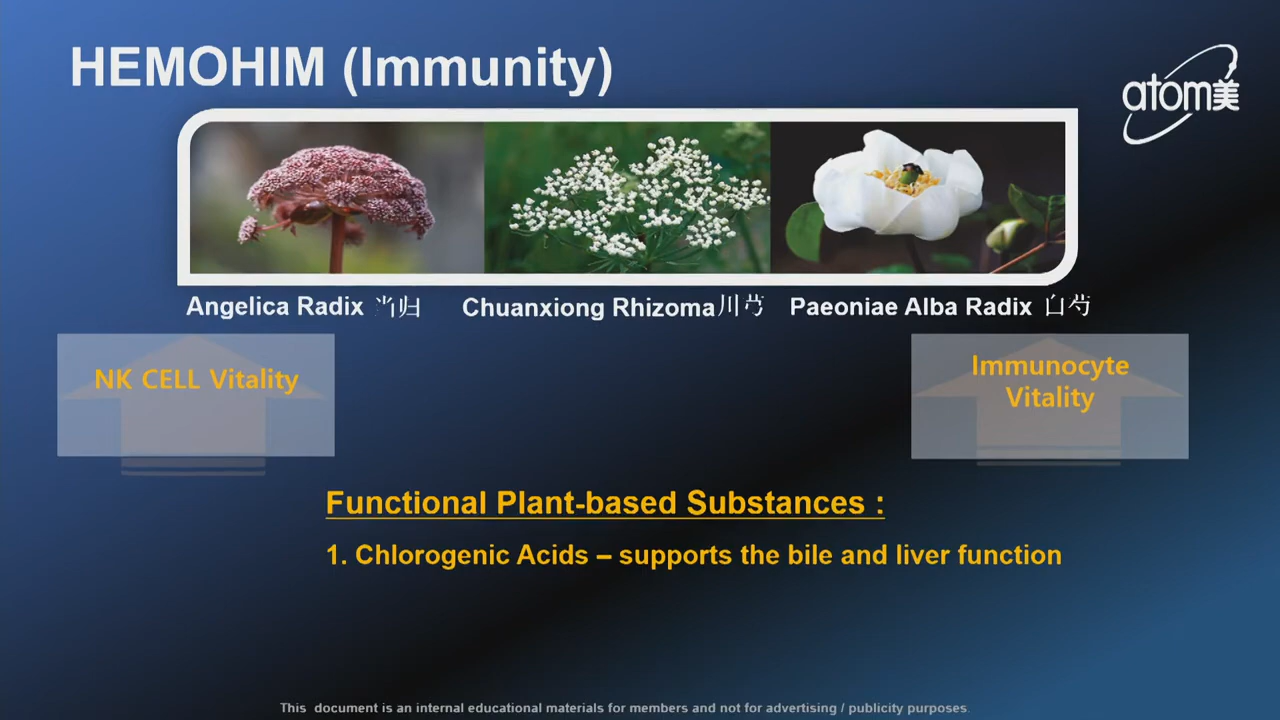 HEMOHIM (Immunity)
atom美
Angelica Radix 当归
Chuanxiong Rhizoma川芎
Paeoniae Alba Radix 白芍
NK CELL Vitality
Immunocyte
Vitality
Functional Plant-based Substances :
1. Chlorogenic Acids – supports the bile and liver function
This document is an internal educational materials for members and not for advertising / publicity purposes.